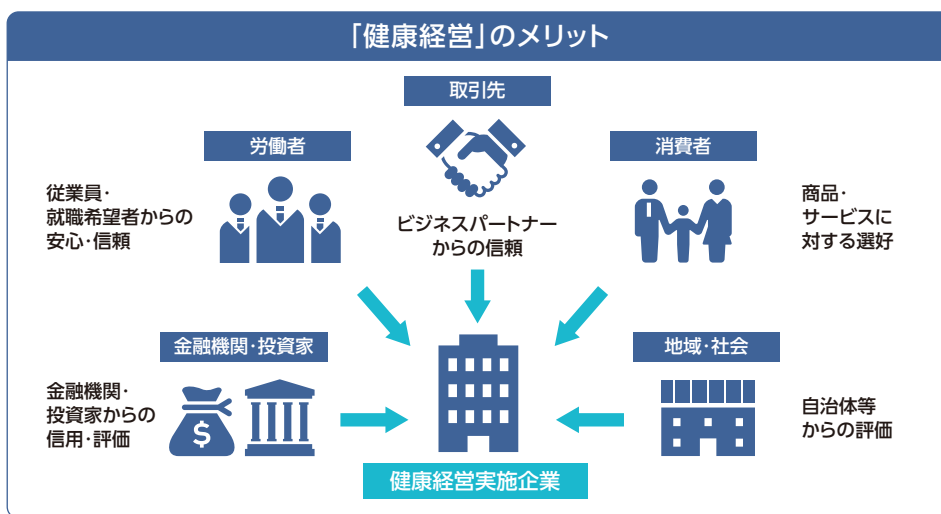 「健康経営」のメリット
取引先
ビジネスパートナー
からの信頼
労働者
従業員・
就職希望者からの
安心・信頼
消費者
商品・
サービスに
対する選好
金融機関・投資家
金融機関・
投資家からの
信用・評価
$
地域・社会
自治体等
からの評価
健康経営実施企業